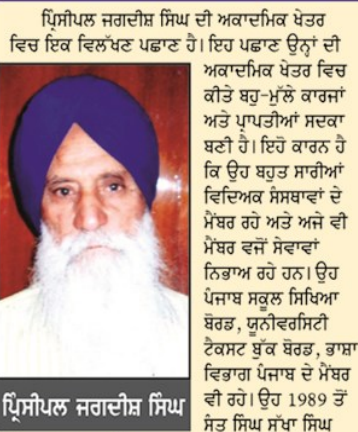 ਪ੍ਰਿੰਸੀਪਲ ਜਗਦੀਸ਼ ਸਿੰਘ ਦੀ ਅਕਾਦਮਿਕ ਖੇਤਰ
ਵਿਚ ਇਕ ਵਿਲੱਖਣ ਪਛਾਣ ਹੈ। ਇਹ ਪਛਾਣ ਉਨ੍ਹਾਂ ਦੀ
ਅਕਾਦਮਿਕ ਖੇਤਰ ਵਿਚ
ਕੀਤੇ ਬਹੁ-ਮੁੱਲੇ ਕਾਰਜਾਂ
ਅਤੇ ਪ੍ਰਾਪਤੀਆਂ ਸਦਕਾ
ਬਣੀ ਹੈ। ਇਹੋ ਕਾਰਨ ਹੈ
ਕਿ ਉਹ ਬਹੁਤ ਸਾਰੀਆਂ
ਵਿਦਿਅਕ ਸੰਸਥਾਵਾਂ ਦੇ
ਮੈਂਬਰ ਰਹੇ ਅਤੇ ਅਜੇ ਵੀ
ਮੈਂਬਰ ਵਜੋਂ ਸੇਵਾਵਾਂ
ਨਿਭਾਅ ਰਹੇ ਹਨ। ਉਹ
ਪੰਜਾਬ ਸਕੂਲ ਸਿਖਿਆ
ਬੋਰਡ, ਯੂਨੀਵਰਸਿਟੀ
ਟੈਕਸਟ ਬੁੱਕ ਬੋਰਡ, ਭਾਸ਼ਾ
ਵਿਭਾਗ ਪੰਜਾਬ ਦੇ ਮੈਂਬਰ
ਵੀ ਰਹੇ। ਉਹ 1989 ਤੋਂ
ਸੰਤ ਸਿੰਘ ਸੁੱਖਾ ਸਿੰਘ
ਪ੍ਰਿੰਸੀਪਲ ਜਗਦੀਸ਼ ਸਿੰਘ